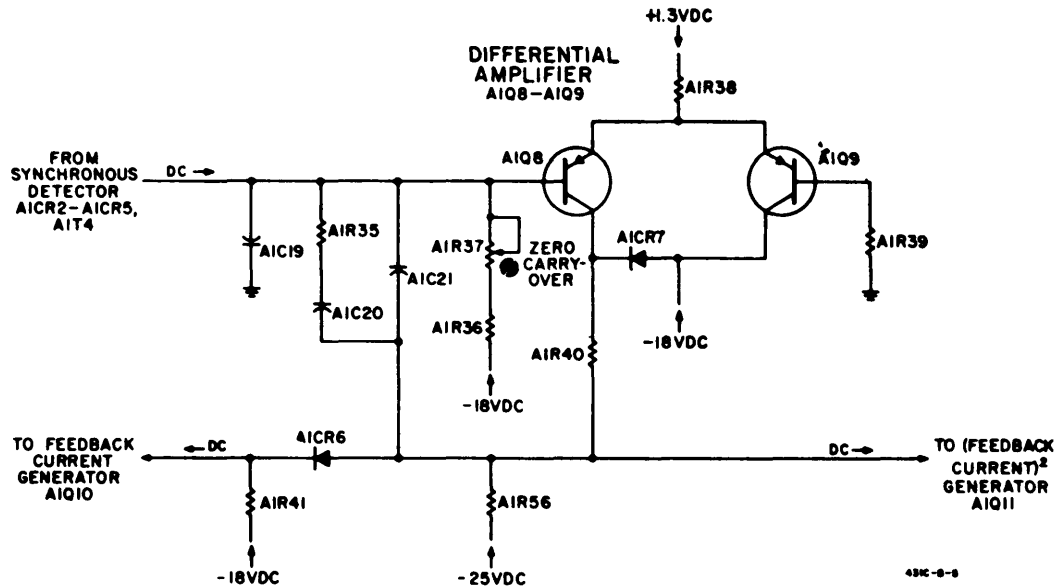 +1.3VDC
DIFFERENTIAL
AMPLIFIER
A1Q8–A1Q9
A1R38
FROM
SYNCHRONOUS
DETECTOR
A1CR2–A1CR5,
A1T4
DC →
A1Q8
A1Q9
A1R35
A1C19
A1R37
ZERO
CARRY-
OVER
A1CR7
A1R39
A1C21
A1C20
A1R36
A1R40
-18VDC
-18VDC
TO FEEDBACK
CURRENT
GENERATOR
A1Q10
← DC
A1CR6
DC →
TO (FEEDBACK
CURRENT)²
GENERATOR
A1Q11
A1R41
A1R56
-18VDC
-25VDC
431C-B-6